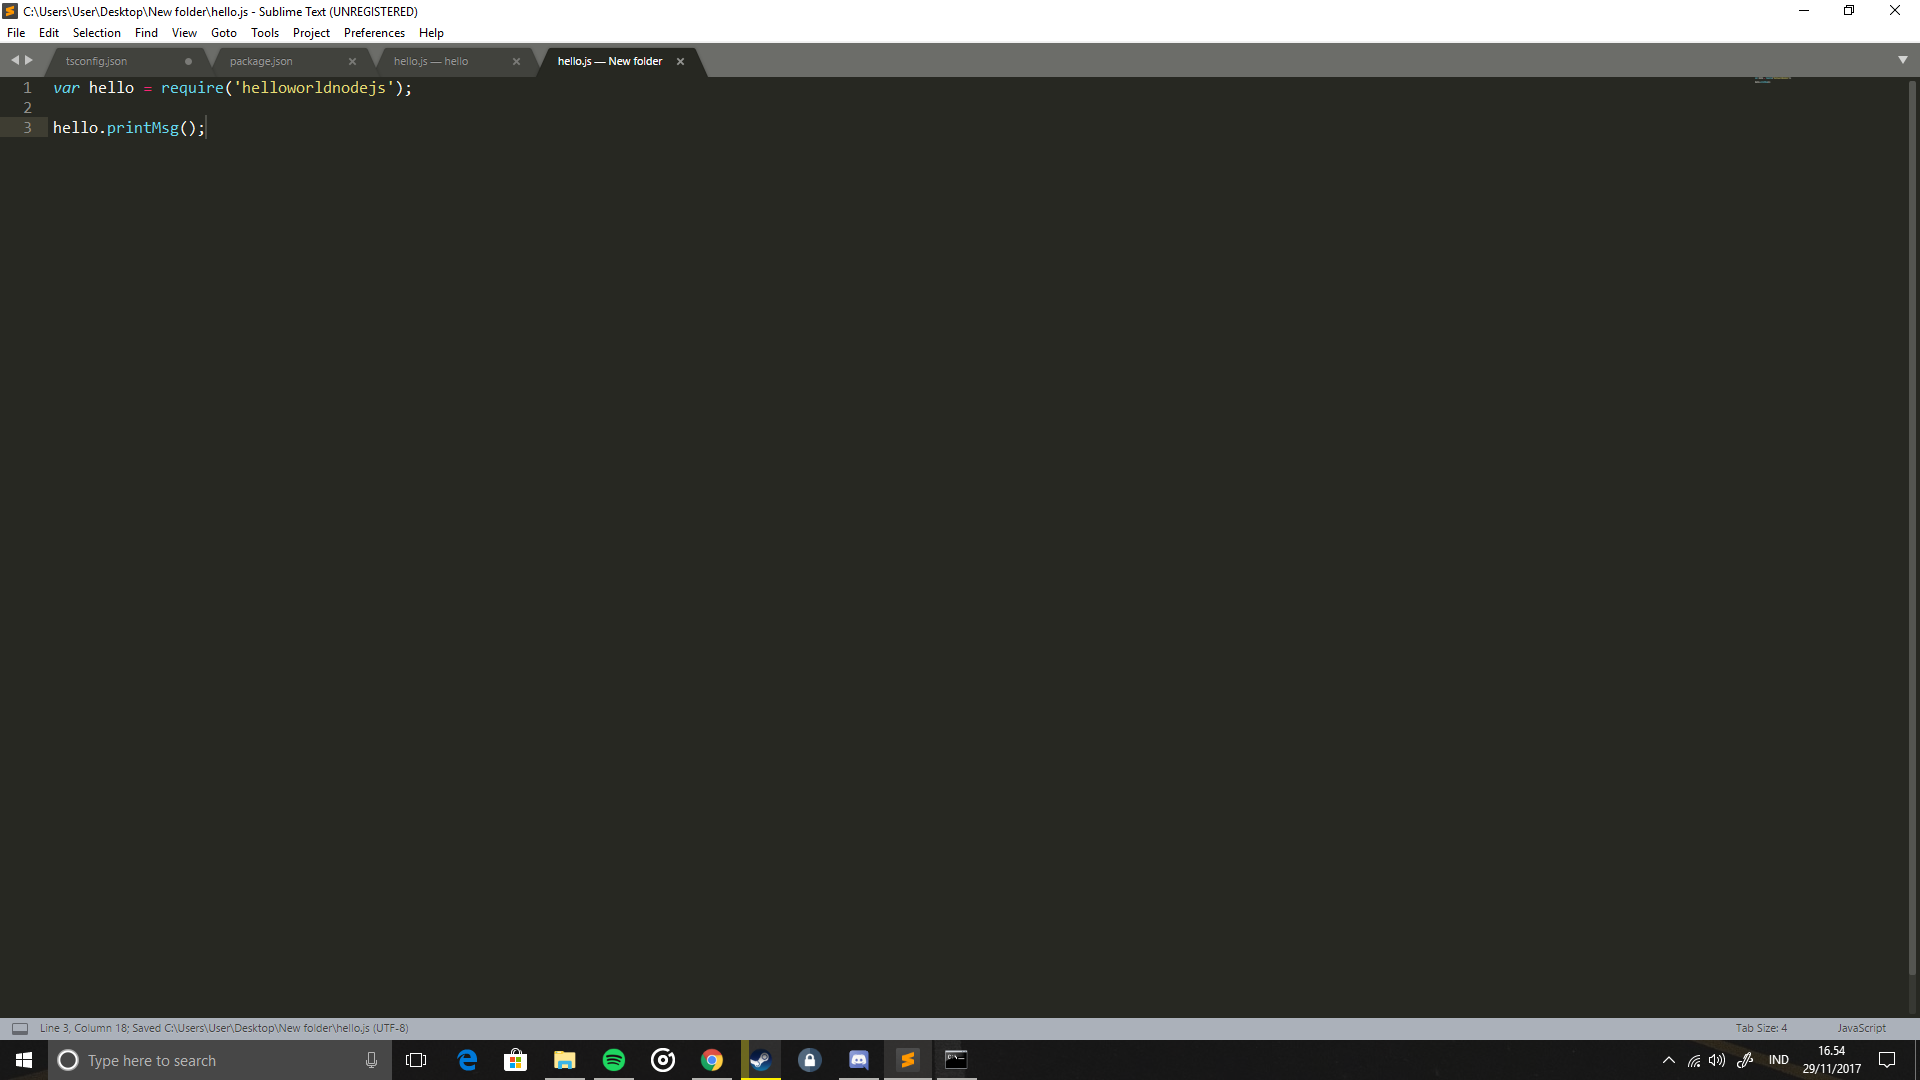 C:\Users\User\Desktop\New folder\hello.js - Sublime Text (UNREGISTERED)
File Edit Selection Find View Goto Tools Project Preferences Help
tsconfig.json package.json hello.js — hello hello.js — New folder
1 var hello = require('helloworldnodejs');
2
3 hello.printMsg();
Line 3, Column 18; Saved C:\Users\User\Desktop\New folder\hello.js (UTF-8) Tab Size: 4 JavaScript
Type here to search IND 16.54
29/11/2017